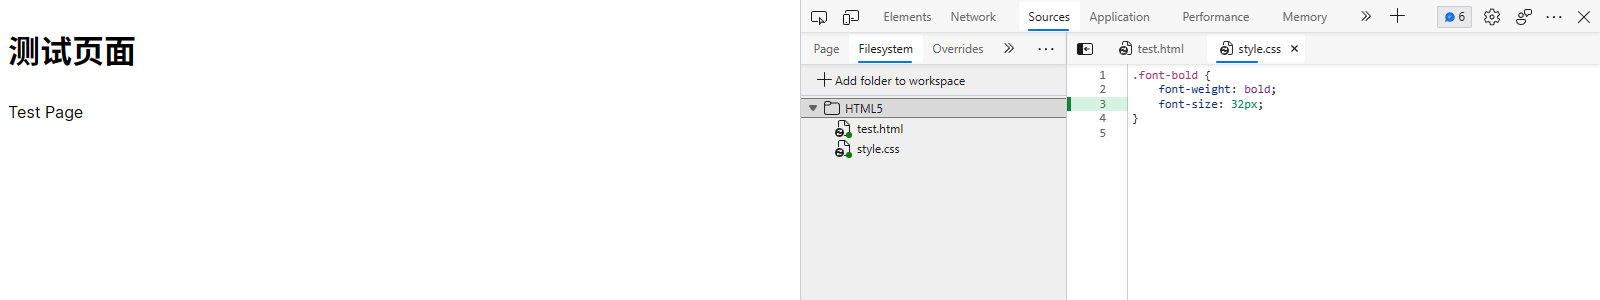 测试页面
Test Page
Elements Network Sources Application Performance Memory 6
Page Filesystem Overrides
Add folder to workspace
HTML5
test.html
style.css
test.html style.css
1 .font-bold {
2 font-weight: bold;
3 font-size: 32px;
4 }
5